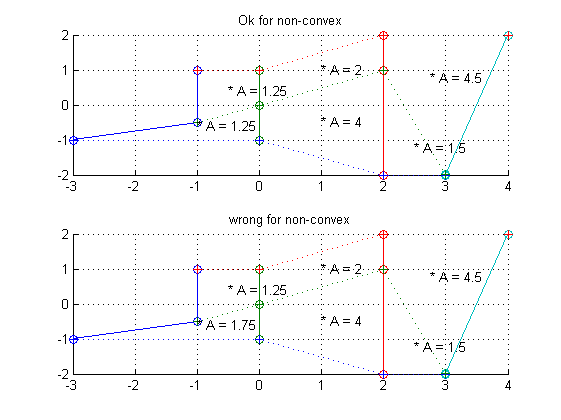 Ok for non-convex
2
1
0
-1
-2
* A = 2
* A = 1.25
* A = 4.5
* A = 4
* A = 1.25
* A = 1.5
-3 -2 -1 0 1 2 3 4
wrong for non-convex
2
1
0
-1
-2
* A = 2
* A = 1.25
* A = 4.5
* A = 4
* A = 1.75
* A = 1.5
-3 -2 -1 0 1 2 3 4